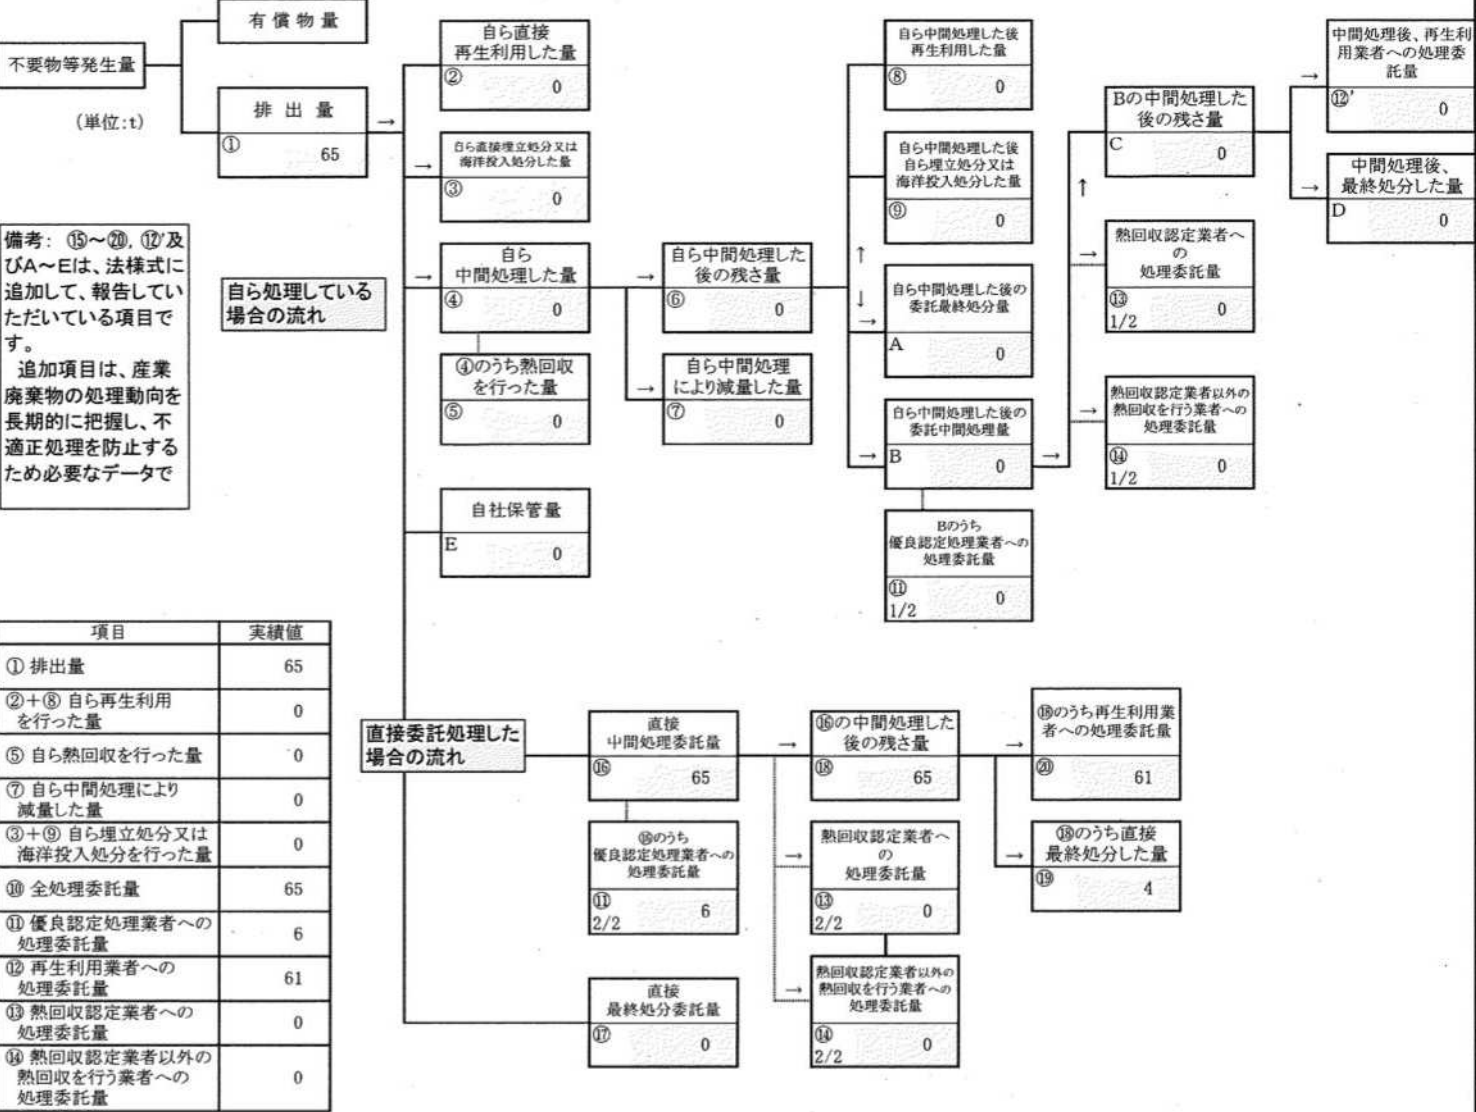 有償物量
不要物等発生量
(単位:t)
排出量
① 65
→
備考: ⑮～⑳, ⑫'及
びA～Eは、法様式に
追加して、報告してい
ただいている項目で
す。
追加項目は、産業
廃棄物の処理動向を
長期的に把握し、不
適正処理を防止する
ため必要なデータで
自ら処理している
場合の流れ
自ら直接
再生利用した量
② 0
→
自ら直接埋立処分又は
海洋投入処分した量
③ 0
→
自ら
中間処理した量
④ 0
④のうち熱回収
を行った量
⑤ 0
自社保管量
E 0
→
自ら中間処理した
後の残さ量
⑥ 0
→
自ら中間処理
により減量した量
⑦ 0
自ら中間処理した後
再生利用した量
⑧ 0
自ら中間処理した後
自ら埋立処分又は
海洋投入処分した量
⑨ 0
↑
↓
→
自ら中間処理した後の
委託最終処分量
A 0
→
自ら中間処理した後の
委託中間処理量
B 0
→
Bのうち
優良認定処理業者への
処理委託量
⑪
1/2 0
↑
Bの中間処理した
後の残さ量
C 0
→
熱回収認定業者へ
の
処理委託量
⑬
1/2 0
→
熱回収認定業者以外の
熱回収を行う業者への
処理委託量
⑭
1/2 0
→
中間処理後、再生利
用業者への処理委
託量
⑫' 0
→
中間処理後、
最終処分した量
D 0
項目 実績値
① 排出量 65
②+⑧ 自ら再生利用
を行った量 0
⑤ 自ら熱回収を行った量 0
⑦ 自ら中間処理により
減量した量 0
③+⑨ 自ら埋立処分又は
海洋投入処分を行った量 0
⑩ 全処理委託量 65
⑪ 優良認定処理業者への
処理委託量 6
⑫ 再生利用業者への
処理委託量 61
⑬ 熱回収認定業者への
処理委託量 0
⑭ 熱回収認定業者以外の
熱回収を行う業者への
処理委託量 0
直接委託処理した
場合の流れ
直接
中間処理委託量
⑯ 65
⑯のうち
優良認定処理業者への
処理委託量
⑪
2/2 6
直接
最終処分委託量
⑰ 0
→
⑯の中間処理した
後の残さ量
⑱ 65
→
熱回収認定業者へ
の
処理委託量
⑬
2/2 0
→
熱回収認定業者以外の
熱回収を行う業者への
処理委託量
⑭
2/2 0
→
⑱のうち再生利用業
者への処理委託量
⑳ 61
→
⑱のうち直接
最終処分した量
⑲ 4